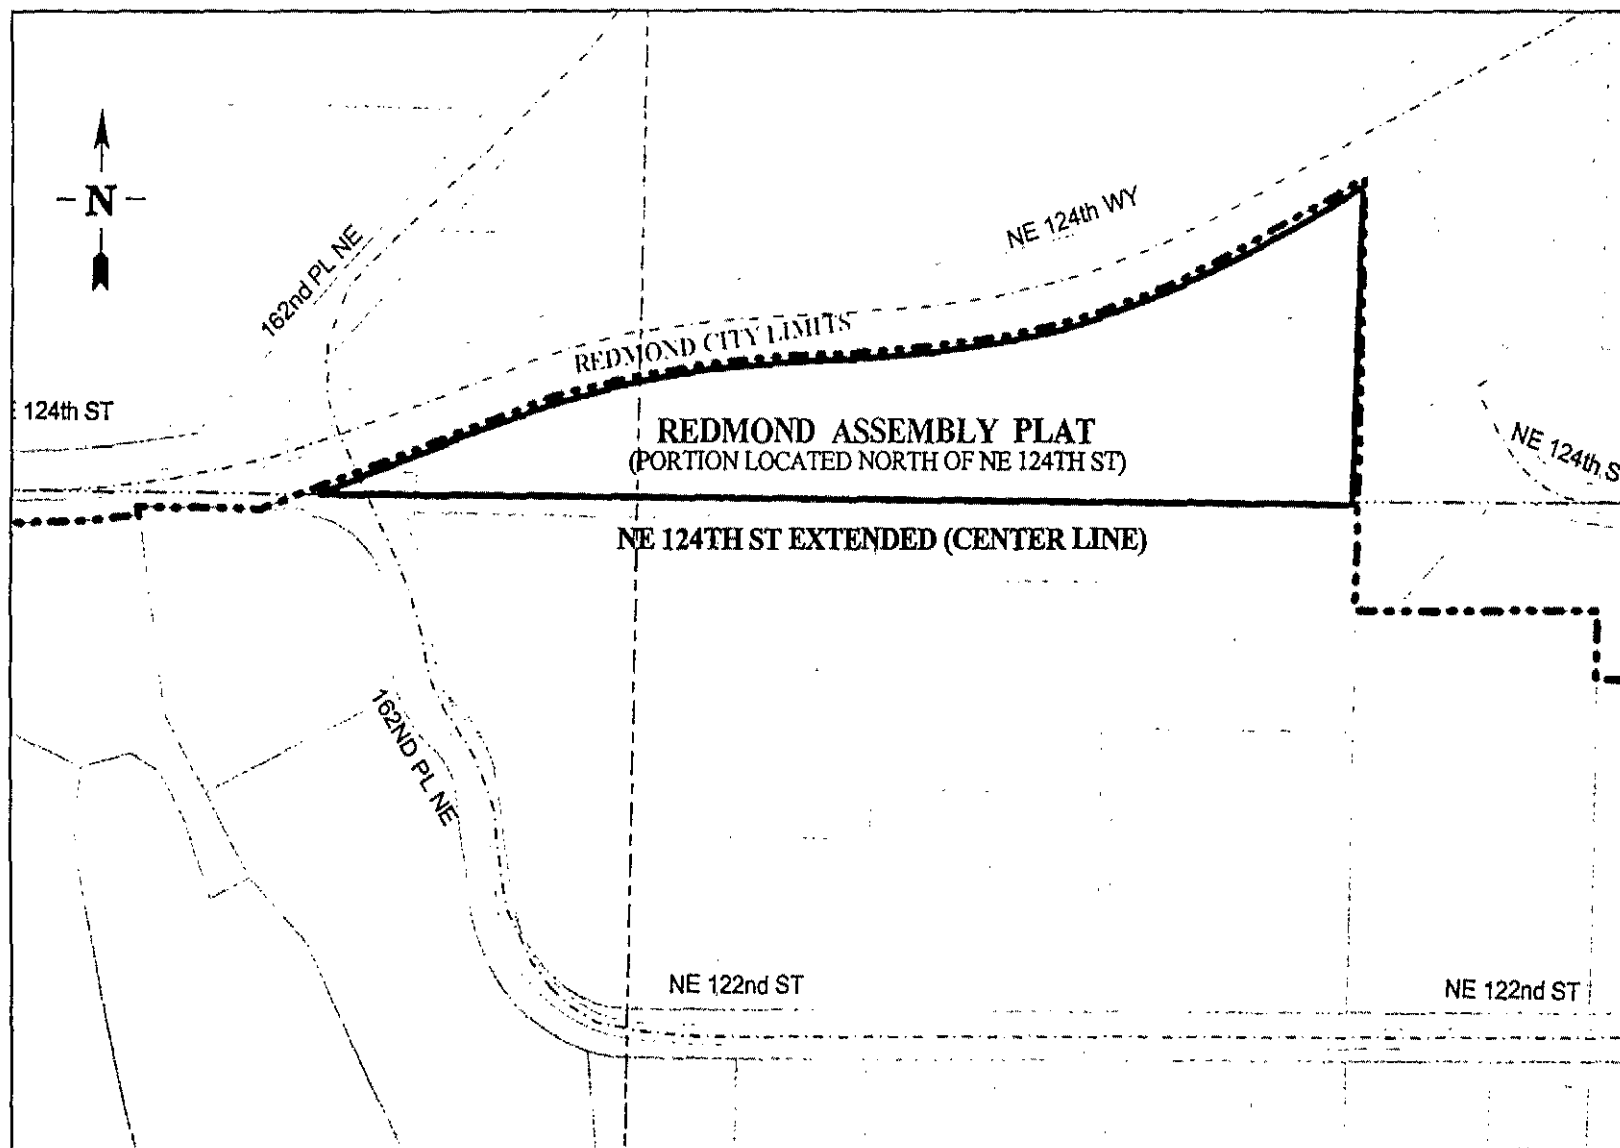 N
162nd PL NE
NE 124th WY
REDMOND CITY LIMITS
124th ST
REDMOND ASSEMBLY PLAT
(PORTION LOCATED NORTH OF NE 124TH ST)
NE 124th S
NE 124TH ST EXTENDED (CENTER LINE)
162ND PL NE
NE 122nd ST
NE 122nd ST